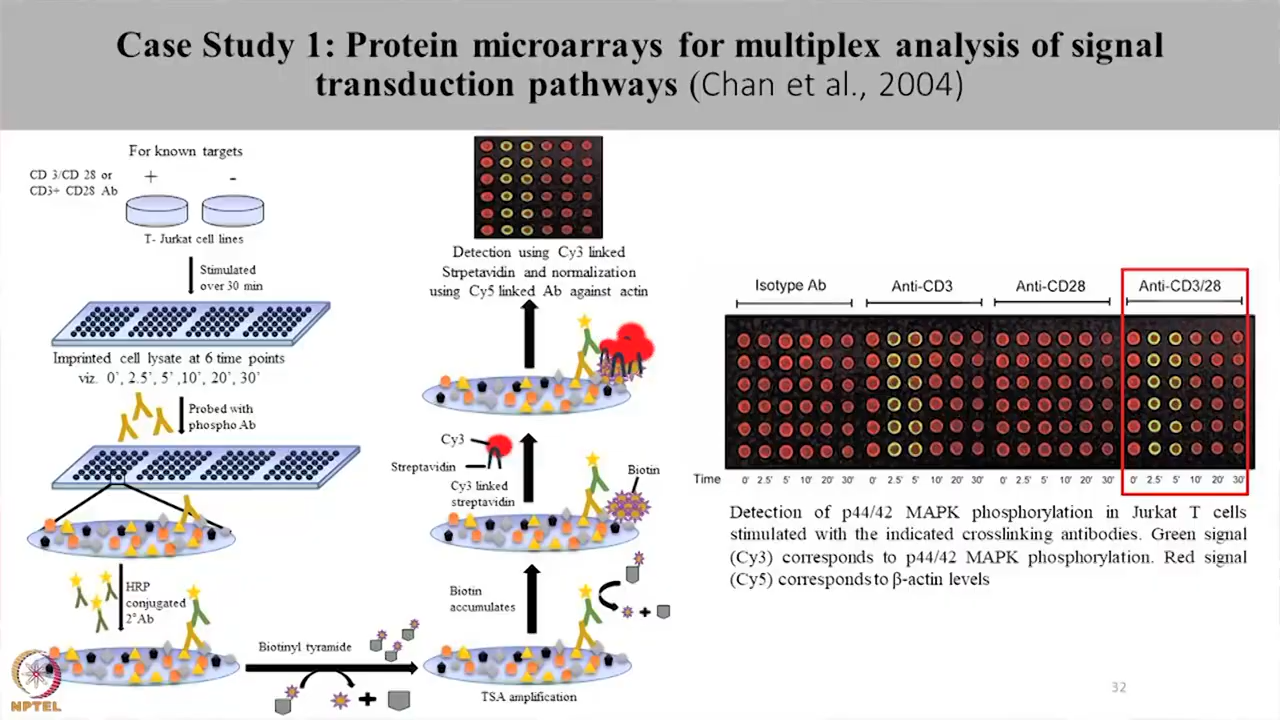 Case Study 1: Protein microarrays for multiplex analysis of signal
transduction pathways (Chan et al., 2004)
For known targets
CD 3/CD 28 or
CD3+ CD28 Ab
+
-
T- Jurkat cell lines
Stimulated
over 30 min
Imprinted cell lysate at 6 time points
viz. 0', 2.5', 5' ,10', 20', 30'
Probed with
phospho Ab
HRP
conjugated
2°Ab
Biotinyl tyramide
+
TSA amplification
Biotin
accumulates
+
Biotin
Cy3
Streptavidin
Cy3 linked
streptavidin
Detection using Cy3 linked
Strpetavidin and normalization
using Cy5 linked Ab against actin
Isotype Ab
Anti-CD3
Anti-CD28
Anti-CD3/28
Time 0' 2.5' 5' 10' 20' 30' 0' 2.5' 5' 10' 20' 30' 0' 2.5' 5' 10' 20' 30' 0' 2.5' 5' 10' 20' 30'
Detection of p44/42 MAPK phosphorylation in Jurkat T cells
stimulated with the indicated crosslinking antibodies. Green signal
(Cy3) corresponds to p44/42 MAPK phosphorylation. Red signal
(Cy5) corresponds to β-actin levels
32
NPTEL